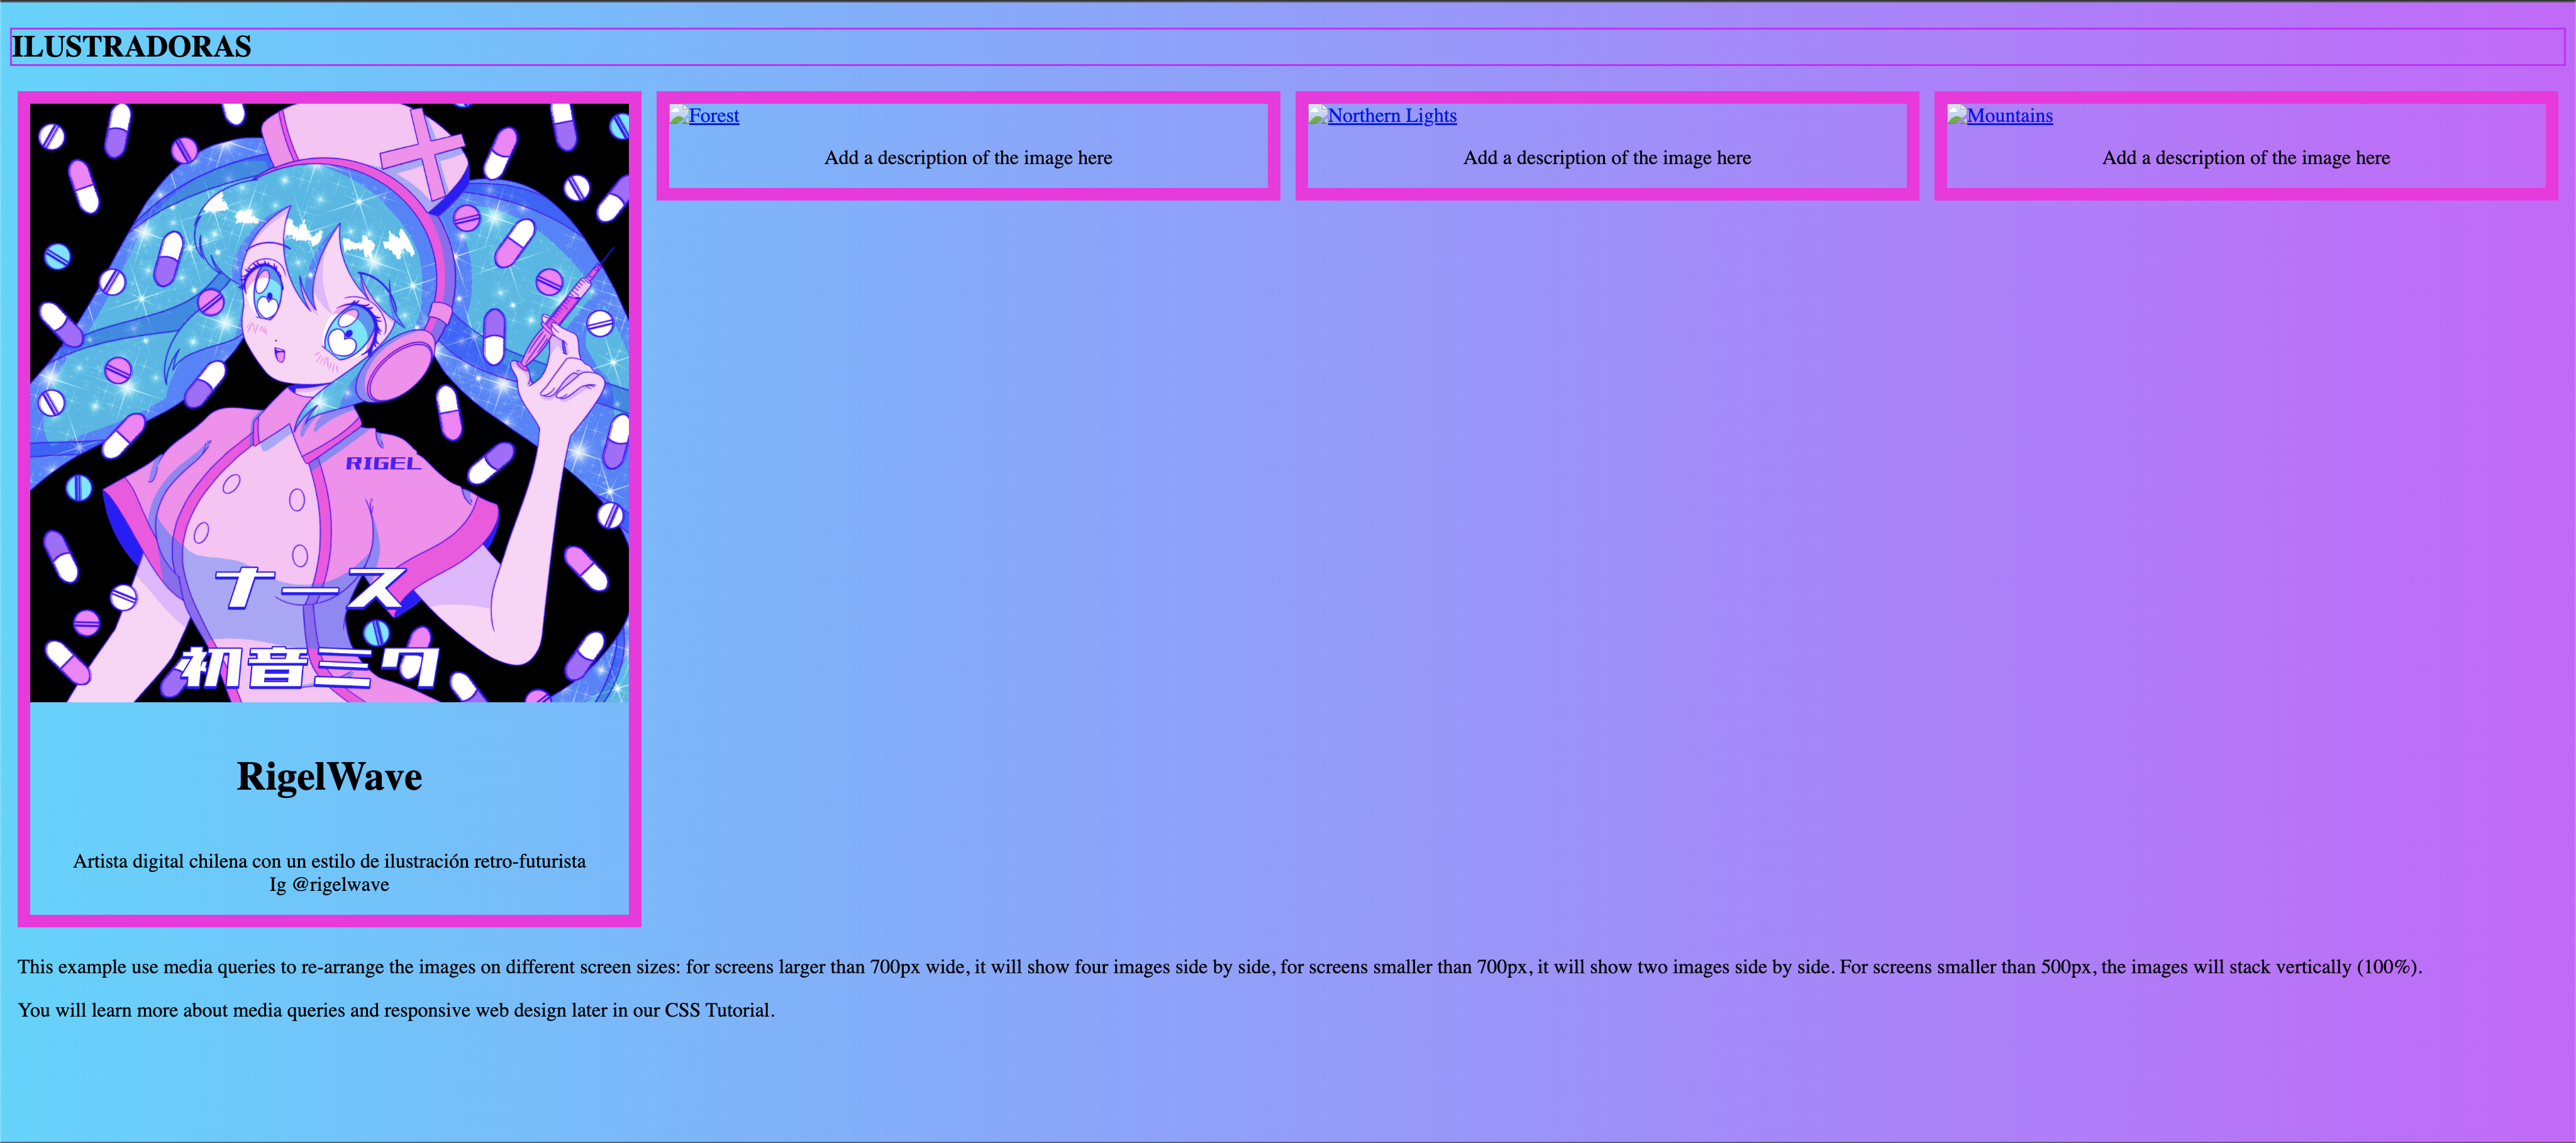 ILUSTRADORAS
RIGEL
ナース
初音ミク
RigelWave
Artista digital chilena con un estilo de ilustración retro-futurista
Ig @rigelwave
Forest
Add a description of the image here
Northern Lights
Add a description of the image here
Mountains
Add a description of the image here
This example use media queries to re-arrange the images on different screen sizes: for screens larger than 700px wide, it will show four images side by side, for screens smaller than 700px, it will show two images side by side. For screens smaller than 500px, the images will stack vertically (100%).
You will learn more about media queries and responsive web design later in our CSS Tutorial.